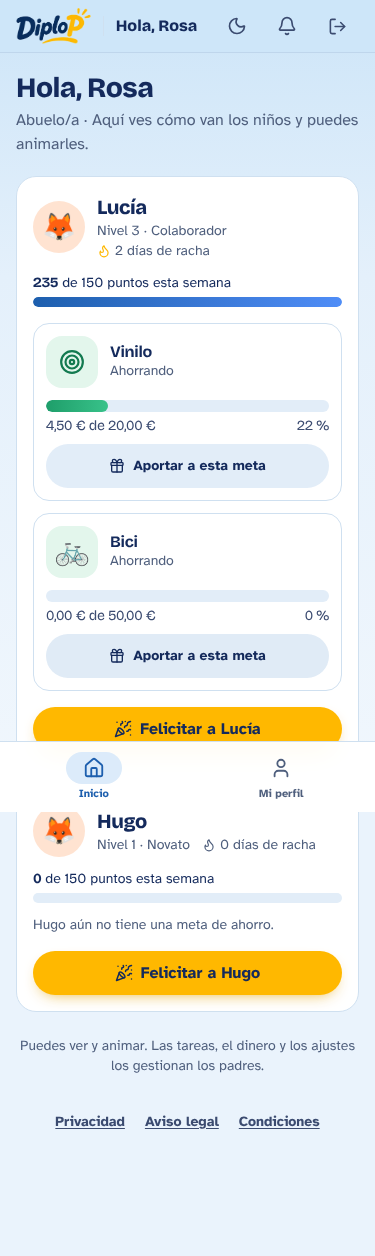 DiploP
Hola, Rosa
Hola, Rosa
Abuelo/a · Aquí ves cómo van los niños y puedes
animarles.
Lucía
Nivel 3 · Colaborador
2 días de racha
235 de 150 puntos esta semana
Vinilo
Ahorrando
4,50 € de 20,00 €
22 %
Aportar a esta meta
Bici
Ahorrando
0,00 € de 50,00 €
0 %
Aportar a esta meta
Felicitar a Lucía
Inicio
Mi perfil
Hugo
Nivel 1 · Novato
0 días de racha
0 de 150 puntos esta semana
Hugo aún no tiene una meta de ahorro.
Felicitar a Hugo
Puedes ver y animar. Las tareas, el dinero y los ajustes
los gestionan los padres.
Privacidad
Aviso legal
Condiciones